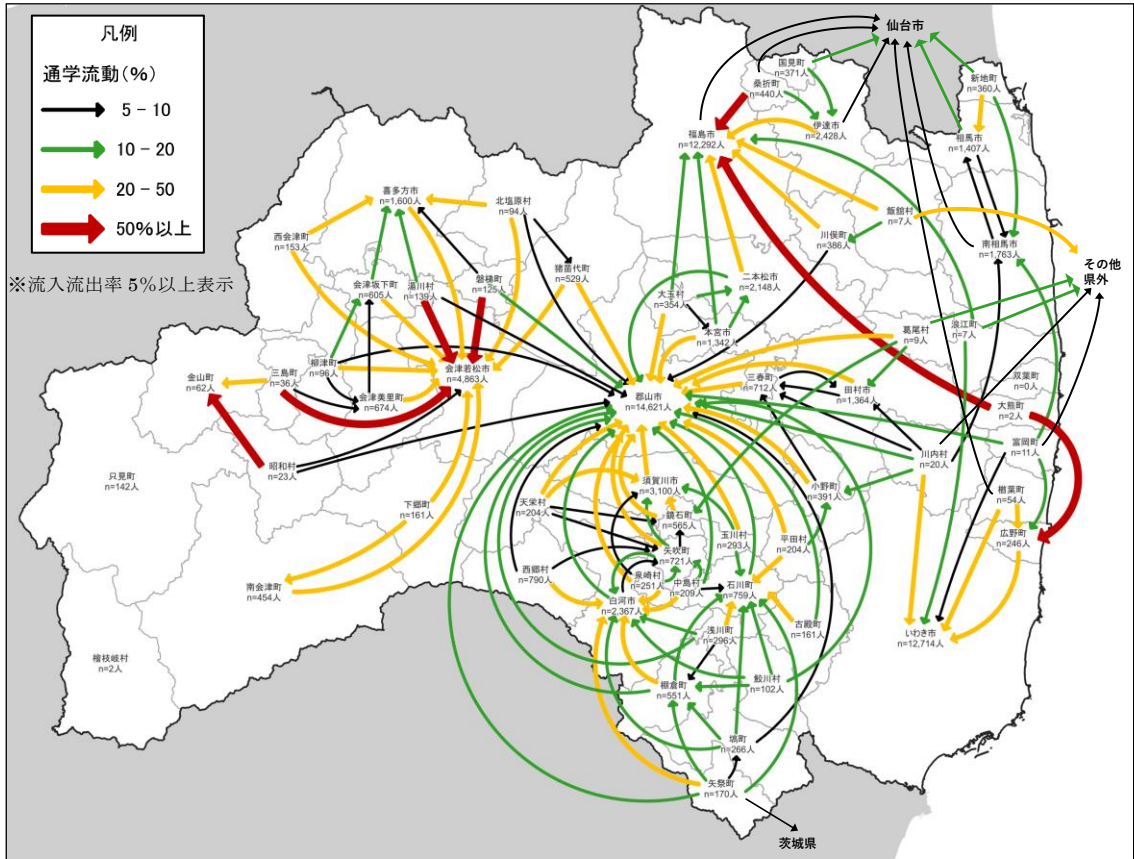 凡例
通学流動(%)
5 - 10
10 - 20
20 - 50
50%以上
※流入流出率 5%以上表示
仙台市
国見町
n=371人
桑折町
n=440人
新地町
n=360人
伊達市
n=2,428人
福島市
n=12,292人
相馬市
n=1,407人
喜多方市
n=1,600人
北塩原村
n=94人
飯舘村
n=7人
川俣町
n=386人
西会津町
n=153人
南相馬市
n=1,763人
その他
県外
猪苗代町
n=529人
二本松市
n=2,148人
会津坂下町
n=605人
湯川村
n=139人
磐梯町
n=125人
大玉村
n=354人
本宮市
n=1,342人
葛尾村
n=9人
浪江町
n=7人
柳津町
n=96人
会津若松市
n=4,863人
三島町
n=36人
金山町
n=62人
会津美里町
n=674人
三春町
n=712人
田村市
n=1,364人
双葉町
n=0人
郡山市
n=14,621人
大熊町
n=2人
富岡町
n=11人
川内村
n=20人
昭和村
n=23人
只見町
n=142人
小野町
n=391人
楢葉町
n=54人
須賀川市
n=3,100人
天栄村
n=204人
下郷町
n=161人
鏡石町
n=565人
広野町
n=246人
玉川村
n=293人
平田村
n=204人
矢吹町
n=721人
西郷村
n=790人
泉崎村
n=251人
中島村
n=209人
石川町
n=759人
南会津町
n=454人
白河市
n=2,367人
古殿町
n=161人
いわき市
n=12,714人
浅川町
n=296人
檜枝岐村
n=2人
鮫川村
n=102人
棚倉町
n=551人
塙町
n=266人
矢祭町
n=170人
茨城県